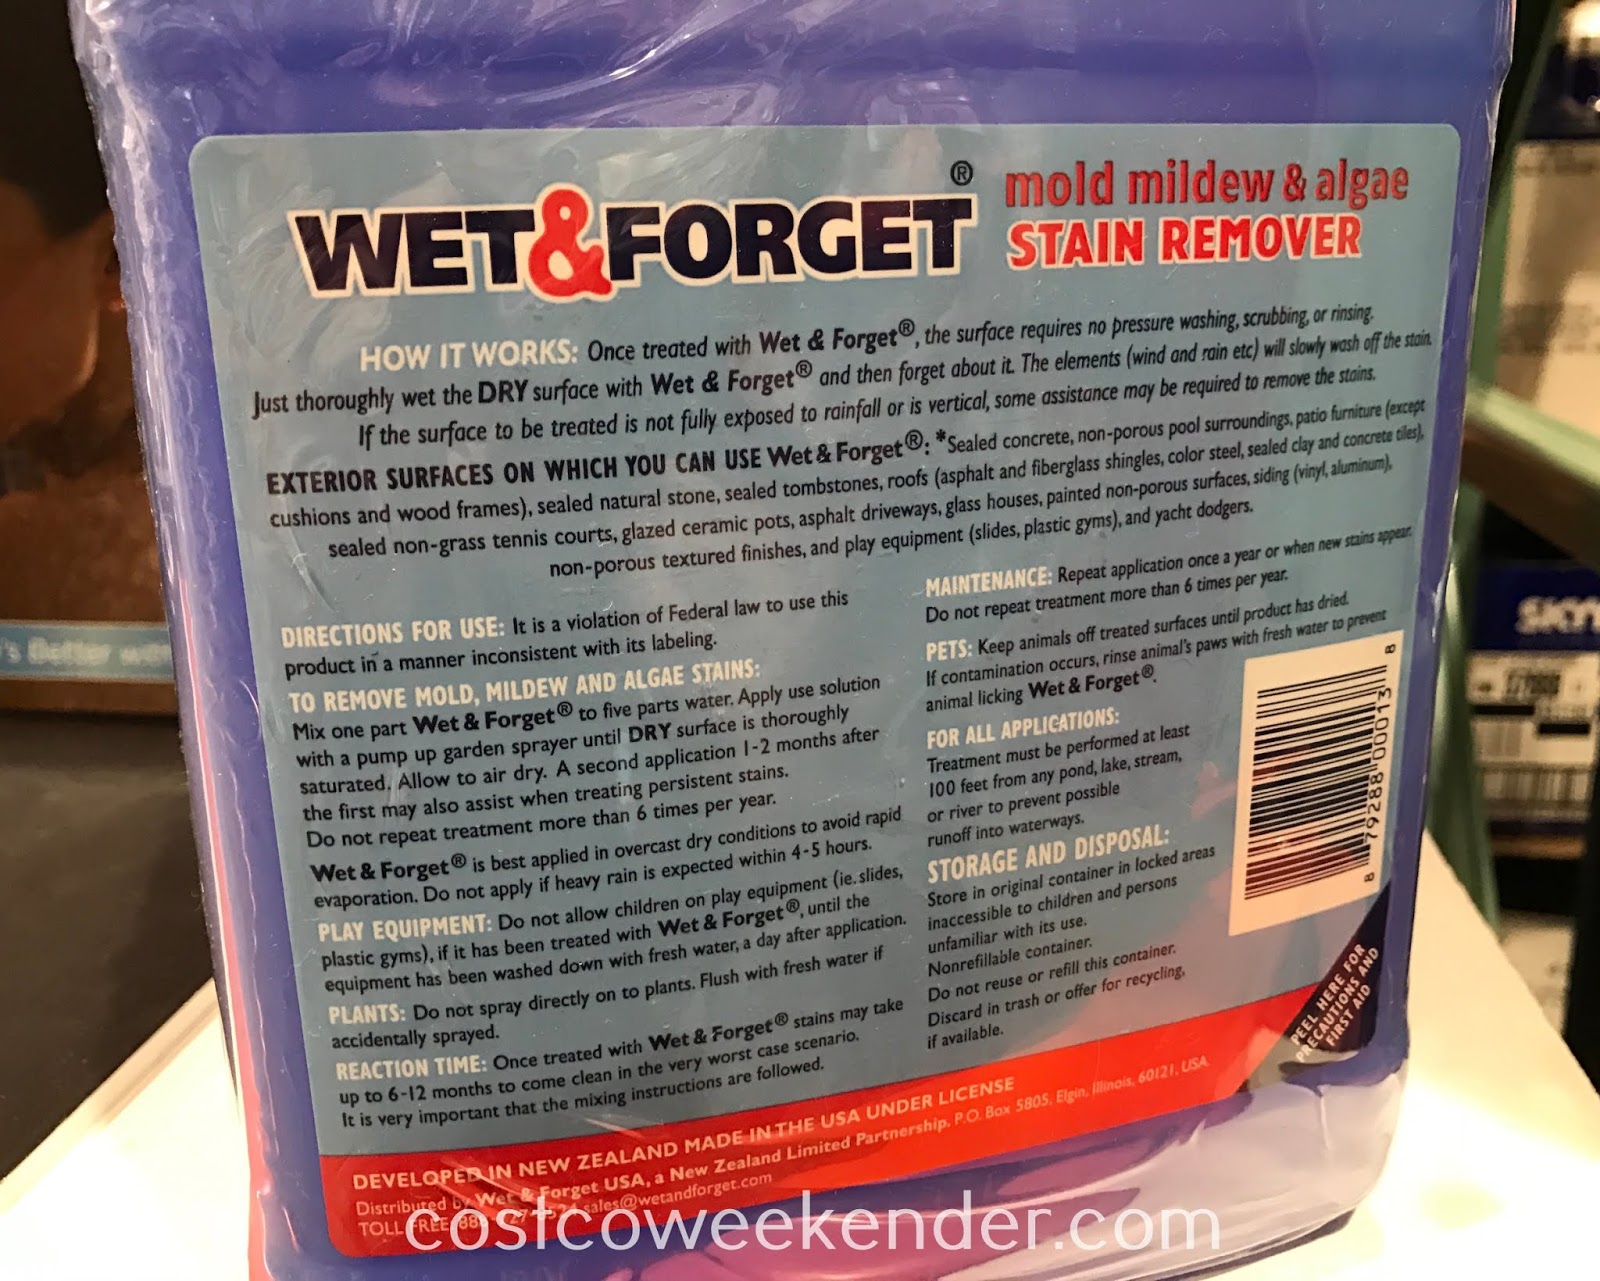 WET&FORGET® mold mildew & algae
STAIN REMOVER
HOW IT WORKS: Once treated with Wet & Forget®, the surface requires no pressure washing, scrubbing, or rinsing.
Just thoroughly wet the DRY surface with Wet & Forget® and then forget about it. The elements (wind and rain etc) will slowly wash off the stain.
If the surface to be treated is not fully exposed to rainfall or is vertical, some assistance may be required to remove the stains.
EXTERIOR SURFACES ON WHICH YOU CAN USE Wet & Forget®: *Sealed concrete, non-porous pool surroundings, patio furniture (except
cushions and wood frames), sealed natural stone, sealed tombstones, roofs (asphalt and fiberglass shingles, color steel, sealed clay and concrete tiles),
sealed non-grass tennis courts, glazed ceramic pots, asphalt driveways, glass houses, painted non-porous surfaces, siding (vinyl, aluminum),
non-porous textured finishes, and play equipment (slides, plastic gyms), and yacht dodgers.
DIRECTIONS FOR USE: It is a violation of Federal law to use this
product in a manner inconsistent with its labeling.
TO REMOVE MOLD, MILDEW AND ALGAE STAINS:
Mix one part Wet & Forget® to five parts water. Apply use solution
with a pump up garden sprayer until DRY surface is thoroughly
saturated. Allow to air dry. A second application 1-2 months after
the first may also assist when treating persistent stains.
Do not repeat treatment more than 6 times per year.
Wet & Forget® is best applied in overcast dry conditions to avoid rapid
evaporation. Do not apply if heavy rain is expected within 4-5 hours.
PLAY EQUIPMENT: Do not allow children on play equipment (ie. slides,
plastic gyms), if it has been treated with Wet & Forget®, until the
equipment has been washed down with fresh water, a day after application.
PLANTS: Do not spray directly on to plants. Flush with fresh water if
accidentally sprayed.
REACTION TIME: Once treated with Wet & Forget® stains may take
up to 6-12 months to come clean in the very worst case scenario.
It is very important that the mixing instructions are followed.
MAINTENANCE: Repeat application once a year or when new stains appear.
Do not repeat treatment more than 6 times per year.
PETS: Keep animals off treated surfaces until product has dried.
If contamination occurs, rinse animal's paws with fresh water to prevent
animal licking Wet & Forget®.
FOR ALL APPLICATIONS:
Treatment must be performed at least
100 feet from any pond, lake, stream,
or river to prevent possible
runoff into waterways.
STORAGE AND DISPOSAL:
Store in original container in locked areas
inaccessible to children and persons
unfamiliar with its use.
Nonrefillable container.
Do not reuse or refill this container.
Discard in trash or offer for recycling,
if available.
8 79288 00013 8
PEEL HERE FOR
PRECAUTIONS AND
FIRST AID
DEVELOPED IN NEW ZEALAND MADE IN THE USA UNDER LICENSE
Distributed by Wet & Forget USA, a New Zealand Limited Partnership. P.O. Box 5805, Elgin, Illinois, 60121, USA
TOLL FREE sales@wetandforget.com
costcoweekender.com